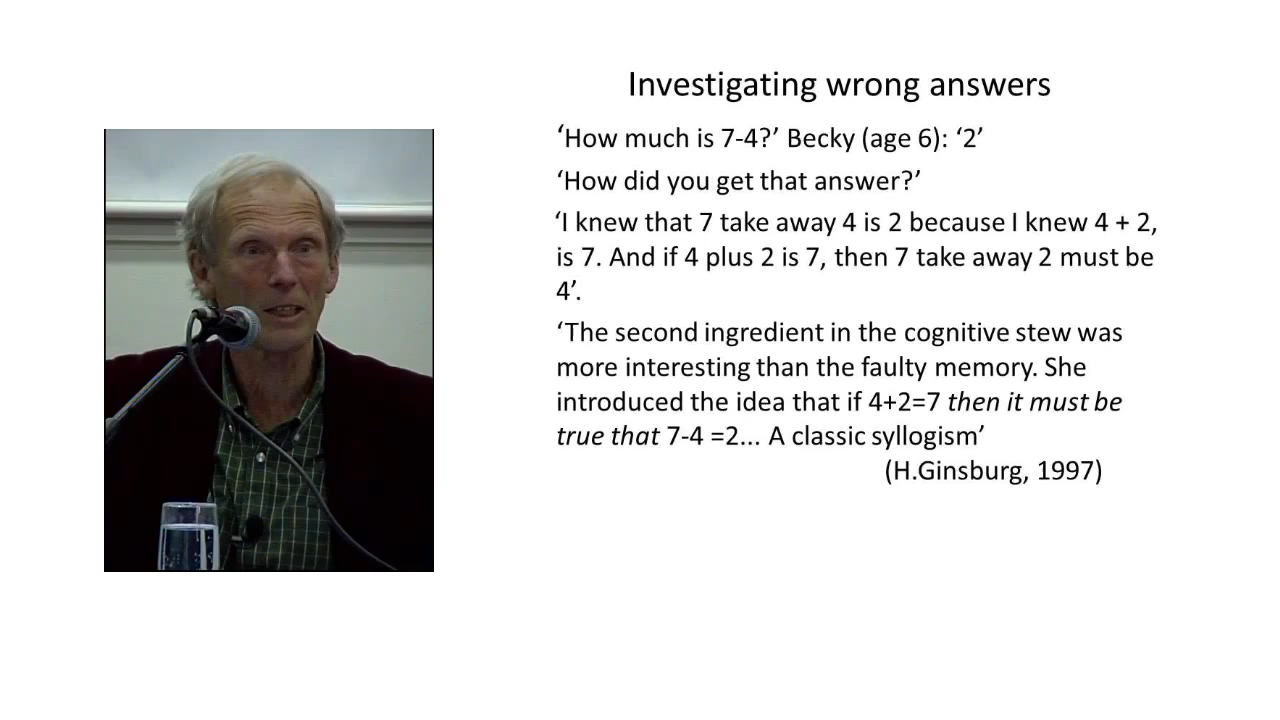 Investigating wrong answers
‘How much is 7-4?’ Becky (age 6): ‘2’
‘How did you get that answer?’
‘I knew that 7 take away 4 is 2 because I knew 4 + 2,
is 7. And if 4 plus 2 is 7, then 7 take away 2 must be
4’.
‘The second ingredient in the cognitive stew was
more interesting than the faulty memory. She
introduced the idea that if 4+2=7 then it must be
true that 7-4 =2... A classic syllogism’
(H.Ginsburg, 1997)